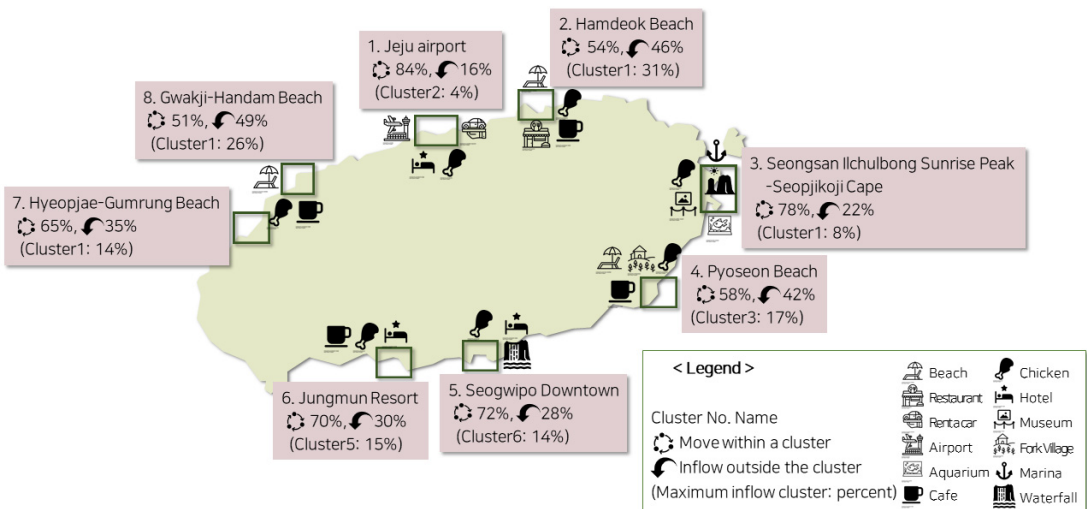 1. Jeju airport
84%, 16%
(Cluster2: 4%)
2. Hamdeok Beach
54%, 46%
(Cluster1: 31%)
8. Gwakji-Handam Beach
51%, 49%
(Cluster1: 26%)
3. Seongsan Ilchulbong Sunrise Peak
-Seopjikoji Cape
78%, 22%
(Cluster1: 8%)
7. Hyeopjae-Gumrung Beach
65%, 35%
(Cluster1: 14%)
4. Pyoseon Beach
58%, 42%
(Cluster3: 17%)
6. Jungmun Resort
70%, 30%
(Cluster5: 15%)
5. Seogwipo Downtown
72%, 28%
(Cluster6: 14%)
< Legend >
Cluster No. Name
Move within a cluster
Inflow outside the cluster
(Maximum inflow cluster: percent)
Beach
Restaurant
Rentacar
Airport
Aquarium
Cafe
Chicken
Hotel
Museum
Fork Village
Marina
Waterfall